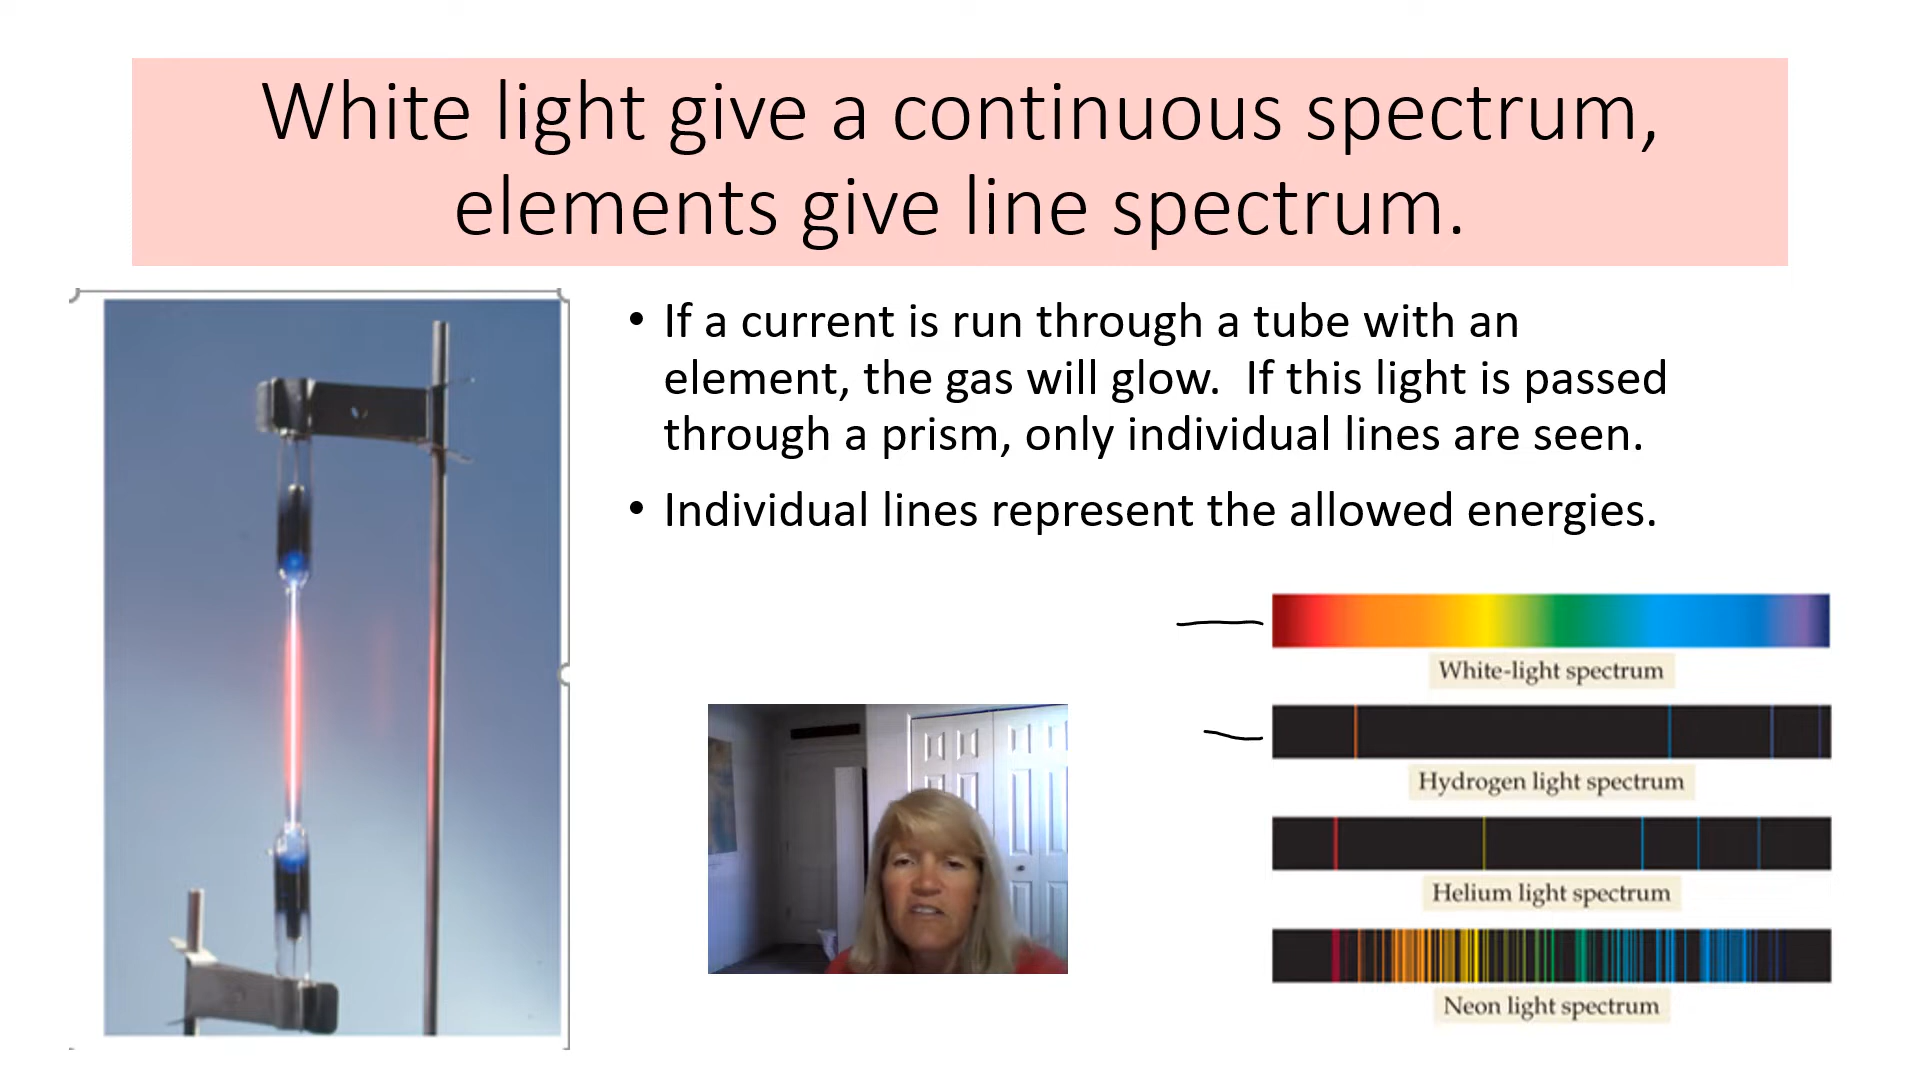 White light give a continuous spectrum,
elements give line spectrum.
• If a current is run through a tube with an
element, the gas will glow.  If this light is passed
through a prism, only individual lines are seen.
• Individual lines represent the allowed energies.
White-light spectrum
Hydrogen light spectrum
Helium light spectrum
Neon light spectrum